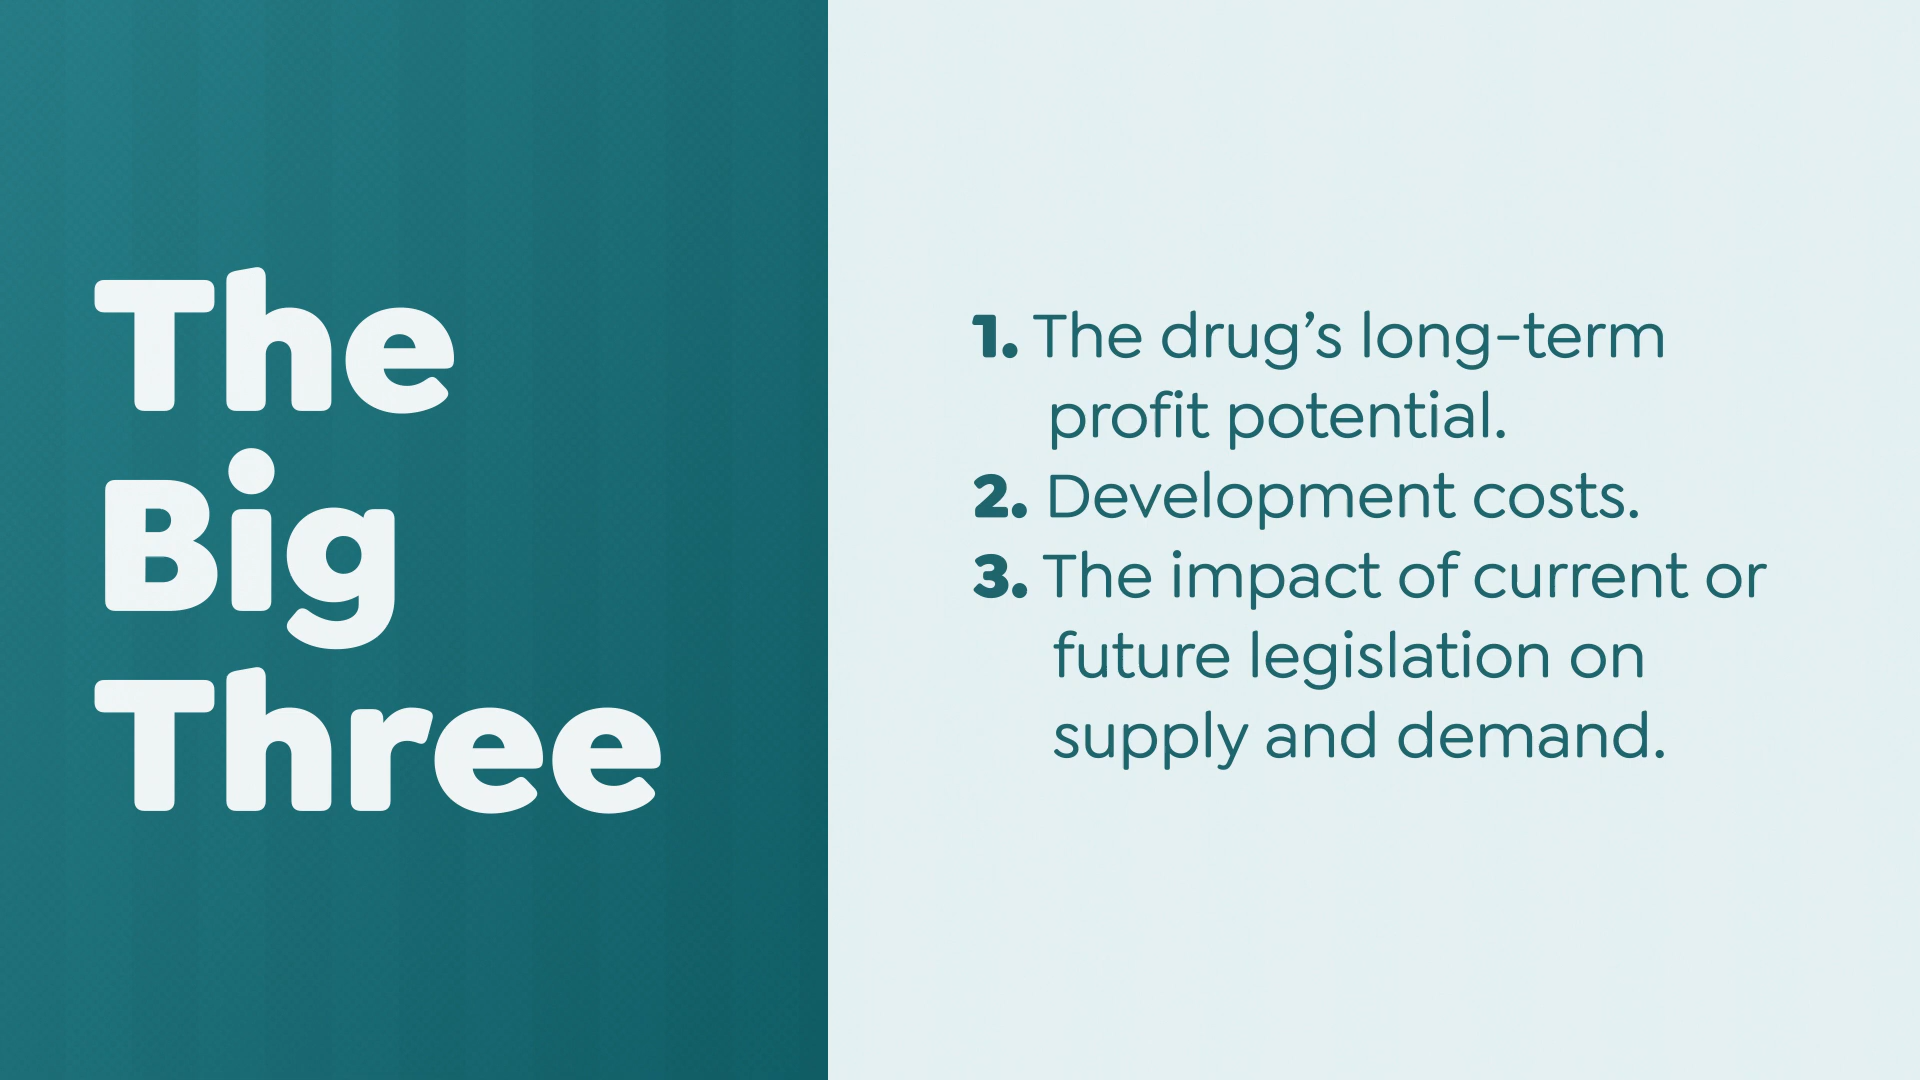 The
Big
Three
1. The drug’s long-term
profit potential.
2. Development costs.
3. The impact of current or
future legislation on
supply and demand.